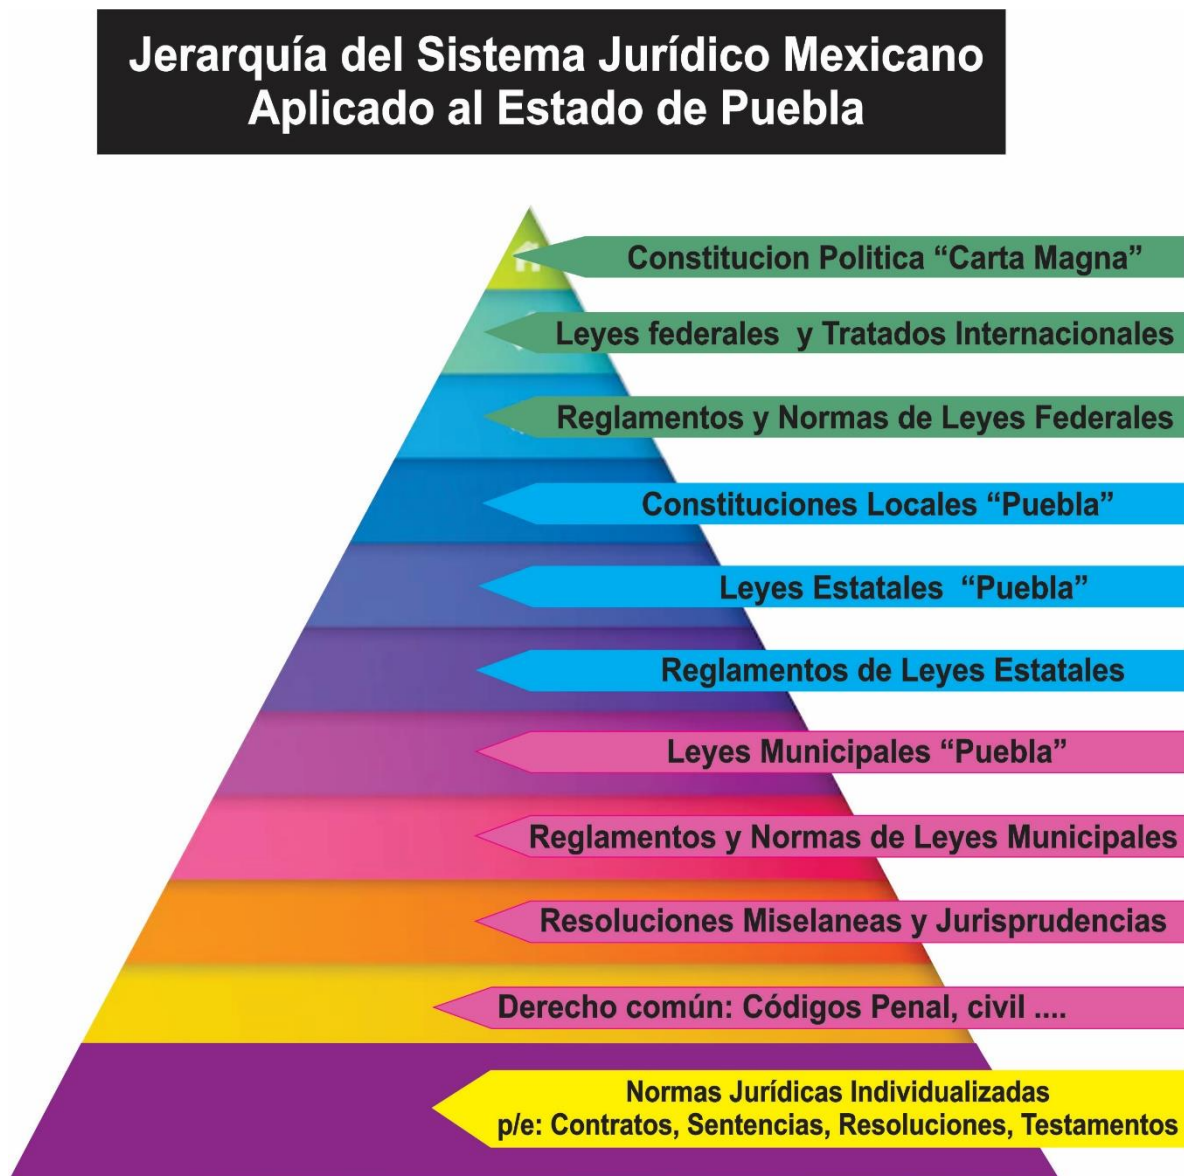 Jerarquía del Sistema Jurídico Mexicano
Aplicado al Estado de Puebla
Constitucion Politica “Carta Magna”
Leyes federales y Tratados Internacionales
Reglamentos y Normas de Leyes Federales
Constituciones Locales “Puebla”
Leyes Estatales “Puebla”
Reglamentos de Leyes Estatales
Leyes Municipales “Puebla”
Reglamentos y Normas de Leyes Municipales
Resoluciones Miselaneas y Jurisprudencias
Derecho común: Códigos Penal, civil ....
Normas Jurídicas Individualizadas
p/e: Contratos, Sentencias, Resoluciones, Testamentos